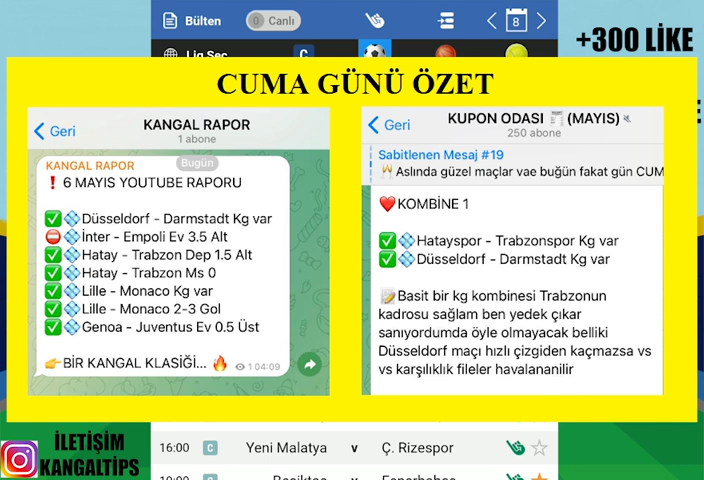 Bülten
0 Canlı
8
Lig Seç
C
+300 LİKE
CUMA GÜNÜ ÖZET
Geri
KANGAL RAPOR
1 abone
Bugün
KANGAL RAPOR
6 MAYIS YOUTUBE RAPORU
Düsseldorf - Darmstadt Kg var
İnter - Empoli Ev 3.5 Alt
Hatay - Trabzon Dep 1.5 Alt
Hatay - Trabzon Ms 0
Lille - Monaco Kg var
Lille - Monaco 2-3 Gol
Genoa - Juventus Ev 0.5 Üst
BİR KANGAL KLASİĞİ...
1 04:09
Geri
KUPON ODASI (MAYIS)
250 abone
Sabitlenen Mesaj #19
Aslında güzel maçlar vae buğün fakat gün CUM
KOMBİNE 1
Hatayspor - Trabzonspor Kg var
Düsseldorf - Darmstadt Kg var
Basit bir kg kombinesi Trabzonun
kadrosu sağlam ben yedek çıkar
sanıyordumda öyle olmayacak belliki
Düsseldorf maçı hızlı çizgiden kaçmazsa vs
vs karşılıklık fileler havalananilir
16:00 C Yeni Malatya v Ç. Rizespor
Beşiktaş v Fenerbahçe
İLETİŞİM
KANGALTİPS